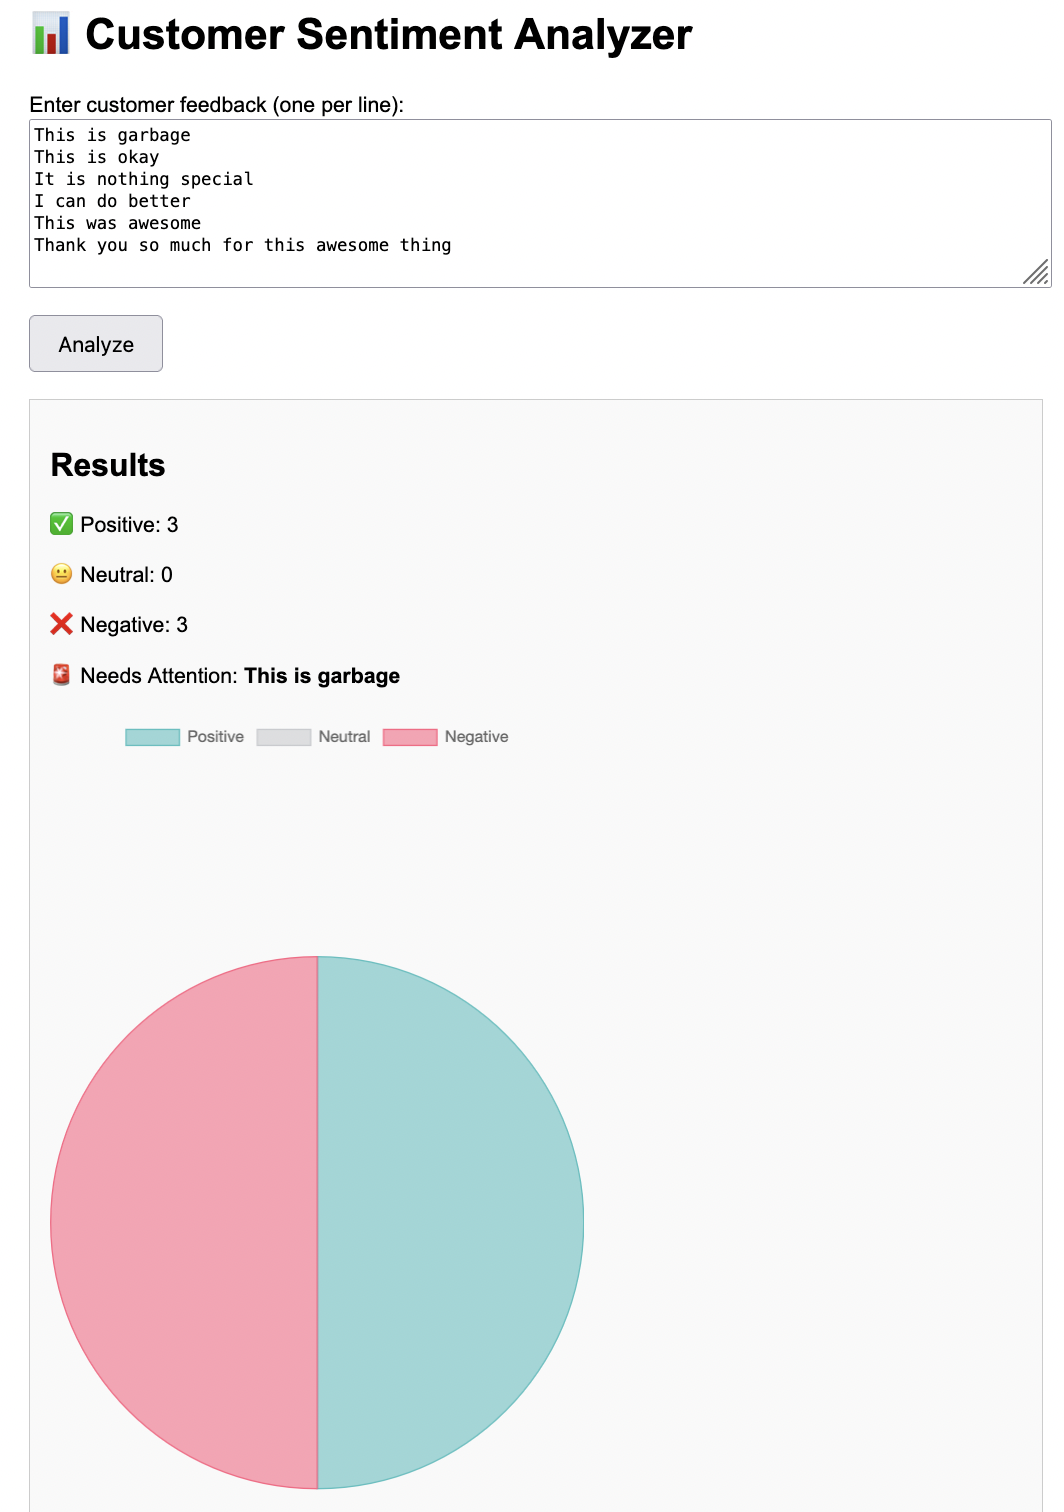 Customer Sentiment Analyzer
Enter customer feedback (one per line):
This is garbage
This is okay
It is nothing special
I can do better
This was awesome
Thank you so much for this awesome thing
Analyze
Results
Positive: 3
Neutral: 0
Negative: 3
Needs Attention: This is garbage
Positive Neutral Negative